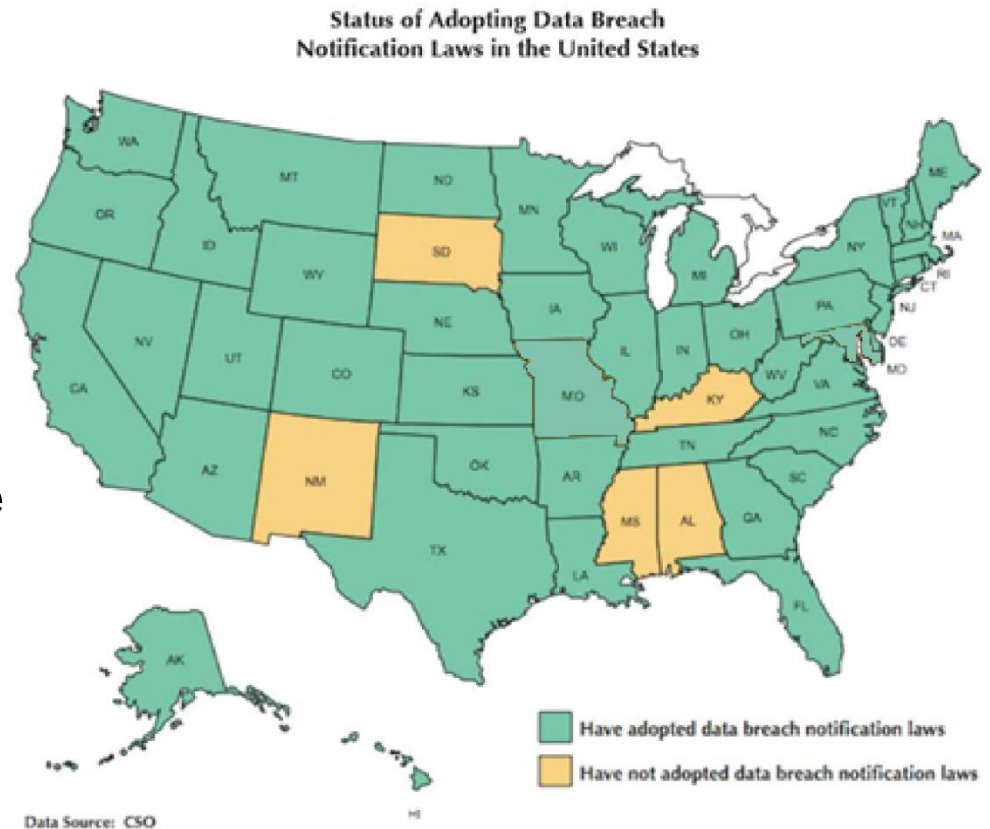 Status of Adopting Data Breach
Notification Laws in the United States
WA
MT
ND
MN
ME
VT
NH
OR
ID
SD
WI
NY
MA
WY
MI
RI
CT
IA
PA
NJ
NE
NV
UT
CO
IL
IN
OH
DE
MD
CA
KS
MO
WV
VA
KY
NC
TN
AZ
NM
OK
AR
SC
MS
AL
GA
TX
LA
FL
AK
Have adopted data breach notification laws
Have not adopted data breach notification laws
HI
Data Source: CSO
e